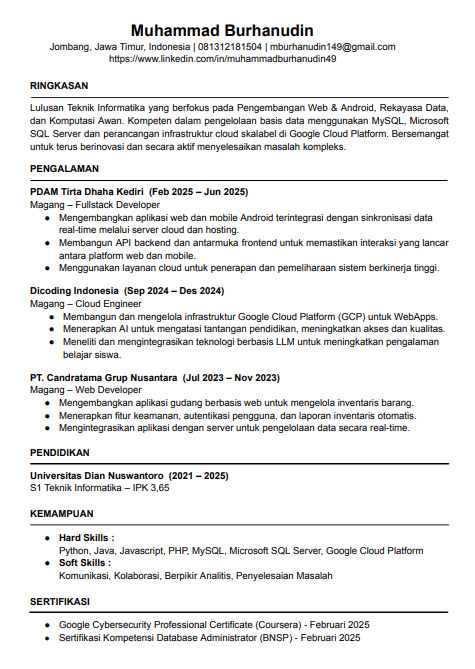 Muhammad Burhanudin
Jombang, Jawa Timur, Indonesia | 081312181504 | mburhanudin149@gmail.com
https://www.linkedin.com/in/muhammadburhanudin49
RINGKASAN
Lulusan Teknik Informatika yang berfokus pada Pengembangan Web & Android, Rekayasa Data,
dan Komputasi Awan. Kompeten dalam pengelolaan basis data menggunakan MySQL, Microsoft
SQL Server dan perancangan infrastruktur cloud skalabel di Google Cloud Platform. Bersemangat
untuk terus berinovasi dan secara aktif menyelesaikan masalah kompleks.
PENGALAMAN
PDAM Tirta Dhaha Kediri (Feb 2025 – Jun 2025)
Magang – Fullstack Developer
● Mengembangkan aplikasi web dan mobile Android terintegrasi dengan sinkronisasi data
real-time melalui server cloud dan hosting.
● Membangun API backend dan antarmuka frontend untuk memastikan interaksi yang lancar
antara platform web dan mobile.
● Menggunakan layanan cloud untuk penerapan dan pemeliharaan sistem berkinerja tinggi.
Dicoding Indonesia (Sep 2024 – Des 2024)
Magang – Cloud Engineer
● Membangun dan mengelola infrastruktur Google Cloud Platform (GCP) untuk WebApps.
● Menerapkan AI untuk mengatasi tantangan pendidikan, meningkatkan akses dan kualitas.
● Meneliti dan mengintegrasikan teknologi berbasis LLM untuk meningkatkan pengalaman
belajar siswa.
PT. Candratama Grup Nusantara (Jul 2023 – Nov 2023)
Magang – Web Developer
● Mengembangkan aplikasi gudang berbasis web untuk mengelola inventaris barang.
● Menerapkan fitur keamanan, autentikasi pengguna, dan laporan inventaris otomatis.
● Mengintegrasikan aplikasi dengan server untuk pengelolaan data secara real-time.
PENDIDIKAN
Universitas Dian Nuswantoro (2021 – 2025)
S1 Teknik Informatika – IPK 3,65
KEMAMPUAN
● Hard Skills :
Python, Java, Javascript, PHP, MySQL, Microsoft SQL Server, Google Cloud Platform
● Soft Skills :
Komunikasi, Kolaborasi, Berpikir Analitis, Penyelesaian Masalah
SERTIFIKASI
● Google Cybersecurity Professional Certificate (Coursera) - Februari 2025
● Sertifikasi Kompetensi Database Administrator (BNSP) - Februari 2025